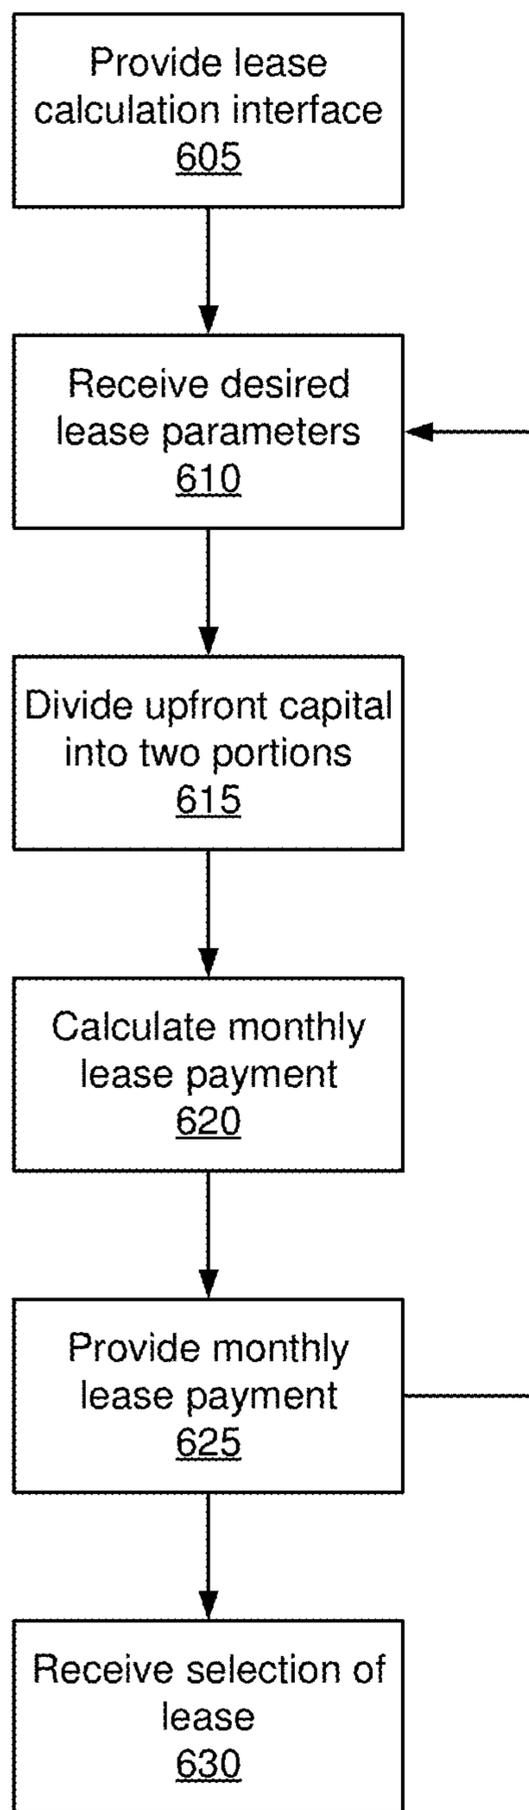 Provide lease
calculation interface
605
Receive desired
lease parameters
610
Divide upfront capital
into two portions
615
Calculate monthly
lease payment
620
Provide monthly
lease payment
625
Receive selection of
lease
630